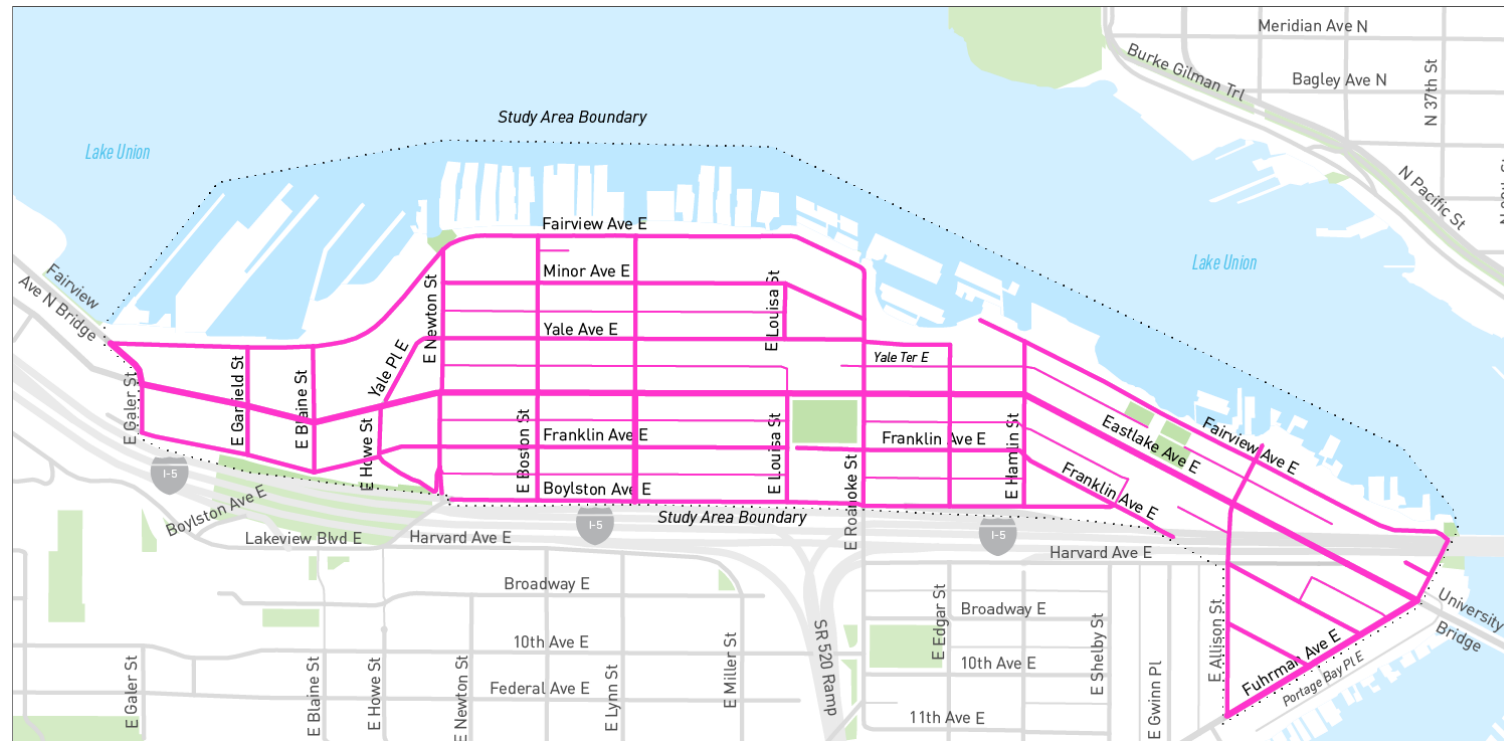 Meridian Ave N
Burke Gilman Trl
Bagley Ave N
N 37th St
Study Area Boundary
Lake Union
N Pacific St
Fairview Ave E
Lake Union
Fairview
Ave N Bridge
Minor Ave E
E Newton St
E Louisa St
Yale Ave E
Yale Pl E
Yale Ter E
E Galer St
E Garfield St
E Blaine St
E Howe St
E Boston St
Franklin Ave E
E Louisa St
Franklin Ave E
E Hamlin St
Eastlake Ave E
Fairview Ave E
I-5
Boylston Ave E
Boylston Ave E
E Roanoke St
Franklin Ave E
Study Area Boundary
I-5
I-5
Lakeview Blvd E
Harvard Ave E
Harvard Ave E
Broadway E
E Edgar St
Broadway E
E Shelby St
E Allison St
University
Bridge
10th Ave E
SR 520 Ramp
10th Ave E
E Gwinn Pl
Fuhrman Ave E
Portage Bay Pl E
E Galer St
E Blaine St
E Howe St
E Newton St
Federal Ave E
E Lynn St
E Miller St
11th Ave E